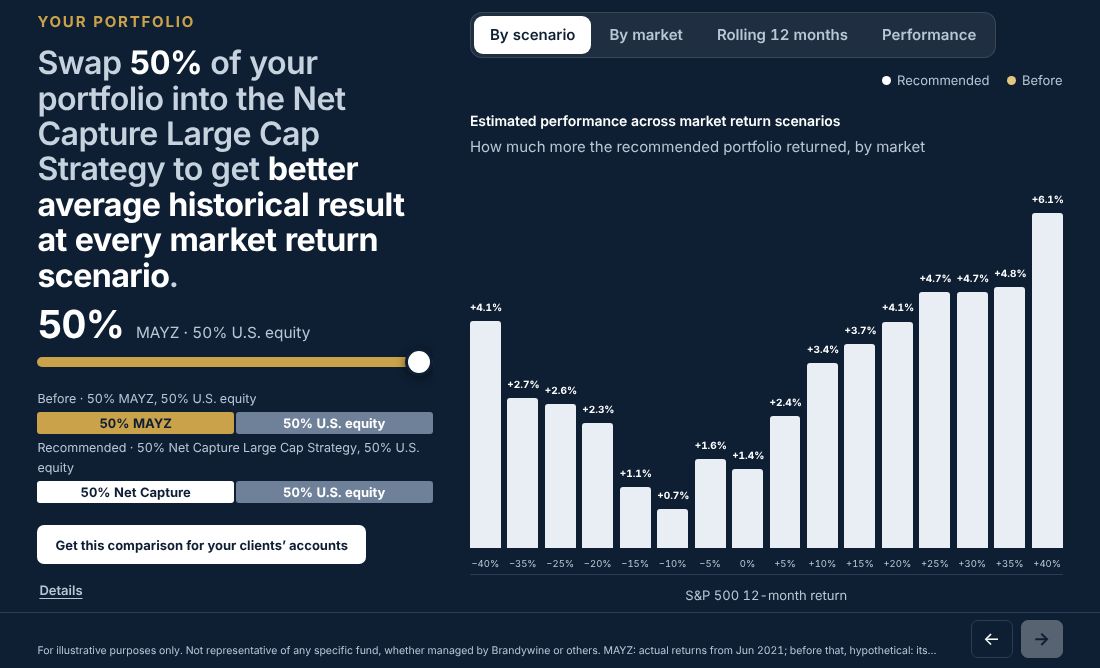 YOUR PORTFOLIO
Swap 50% of your
portfolio into the Net
Capture Large Cap
Strategy to get better
average historical result
at every market return
scenario.
50% MAYZ · 50% U.S. equity
Before · 50% MAYZ, 50% U.S. equity
50% MAYZ
50% U.S. equity
Recommended · 50% Net Capture Large Cap Strategy, 50% U.S.
equity
50% Net Capture
50% U.S. equity
Get this comparison for your clients’ accounts
Details
By scenario
By market
Rolling 12 months
Performance
Recommended
Before
Estimated performance across market return scenarios
How much more the recommended portfolio returned, by market
+4.1% +2.7% +2.6% +2.3% +1.1% +0.7% +1.6% +1.4% +2.4% +3.4% +3.7% +4.1% +4.7% +4.7% +4.8% +6.1%
−40% −35% −25% −20% −15% −10% −5% 0% +5% +10% +15% +20% +25% +30% +35% +40%
S&P 500 12-month return
For illustrative purposes only. Not representative of any specific fund, whether managed by Brandywine or others. MAYZ: actual returns from Jun 2021; before that, hypothetical: its…